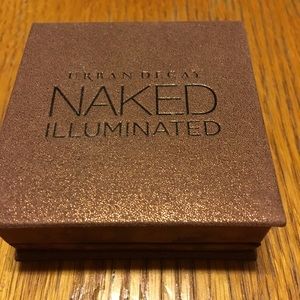 URBAN DECAY
NAKED
ILLUMINATED